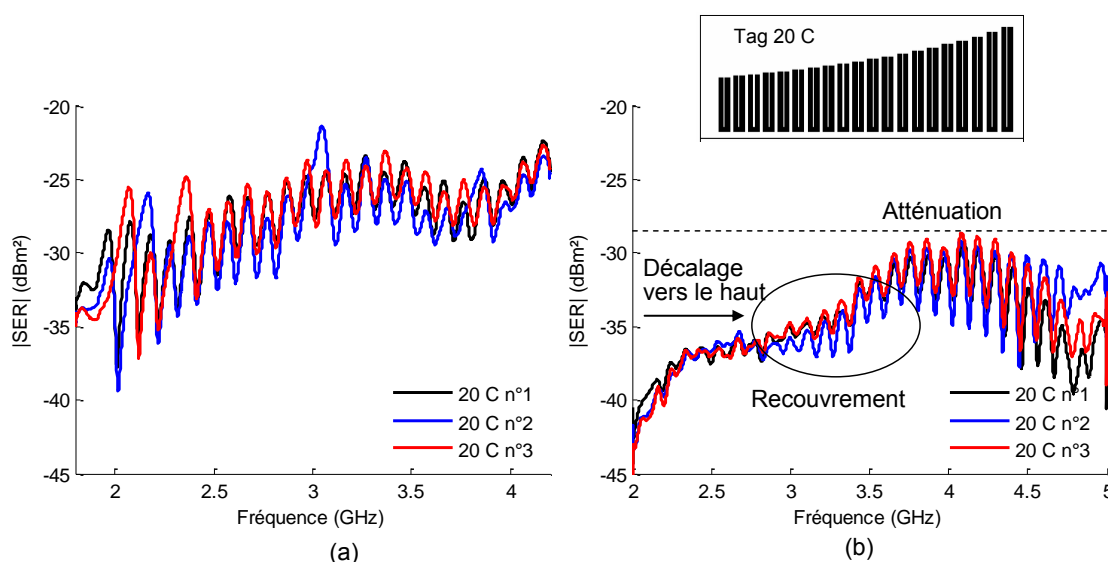 -20
-25
-30
-35
-40
-45
|SER| (dBm²)
2
2.5
3
3.5
4
Fréquence (GHz)
20 C n°1
20 C n°2
20 C n°3
(a)
Tag 20 C
-20
-25
-30
-35
-40
-45
|SER| (dBm²)
Atténuation
Décalage
vers le haut
Recouvrement
20 C n°1
20 C n°2
20 C n°3
2
2.5
3
3.5
4
4.5
5
Fréquence (GHz)
(b)